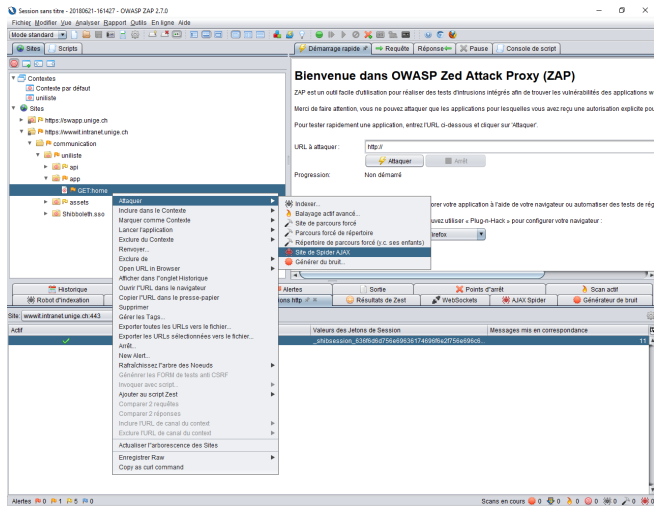 Session sans titre - 20180621-161427 - OWASP ZAP 2.7.0
Fichier Modifier Vue Analyser Rapport Outils En ligne Aide
Mode standard
Sites Scripts
Démarrage rapide Requête Réponse Pause Console de script
Contextes
Contexte par défaut
uniliste
Sites
https://swapp.unige.ch
https://wwwit.intranet.unige.ch
communication
uniliste
api
app
GET:home
assets
Shibboleth.sso
Bienvenue dans OWASP Zed Attack Proxy (ZAP)
ZAP est un outil facile d'utilisation pour réaliser des tests d'intrusions intégrés afin de trouver les vulnérabilités des applications w
Merci de faire attention, vous ne pouvez attaquer que les applications pour lesquelles vous avez reçu une autorisation explicite pou
Pour tester rapidement une application, entrez l'URL ci-dessous et cliquer sur 'Attaquer'.
URL à attaquer :
http://
Attaquer Arrêt
Progression:
Non démarré
orer votre application à l'aide de votre navigateur ou automatiser des tests de rég
uvez utiliser « Plug-n-Hack » pour configurer votre navigateur :
irefox
Attaquer
Inclure dans le Contexte
Marquer comme Contexte
Lancer l'application
Exclure du Contexte
Renvoyer...
Exclure de
Open URL in Browser
Afficher dans l'onglet Historique
Ouvrir l'URL dans le navigateur
Copier l'URL dans le presse-papier
Supprimer
Gérer les Tags...
Exporter toutes les URLs vers le fichier...
Exporter les URLs sélectionnées vers le fichier...
Arrêt...
New Alert...
Rafraîchissez l'arbre des Noeuds
Générer les FORM de tests anti CSRF
Invoquer avec script...
Ajouter au script Zest
Comparer 2 requêtes
Comparer 2 réponses
Inclure l'URL de canal du context
Exclure l'URL de canal du context
Actualiser l'arborescence des Sites
Enregistrer Raw
Copy as curl command
Indexer...
Balayage actif avancé...
Site de parcours forcé
Parcours forcé de répertoire
Répertoire de parcours forcé (y.c. ses enfants)
Site de Spider AJAX
Générer du bruit...
Historique
Alertes
Sortie
Points d'arrêt
Scan actif
Robot d'indexation
ions http
Résultats de Zest
WebSockets
AJAX Spider
Générateur de bruit
Site: wwwit.intranet.unige.ch:443
Actif
Valeurs des Jetons de Session
Messages mis en correspondance
11
Alertes 0 1 5 0
Scans en cours 0 0 0 0 0 0 0